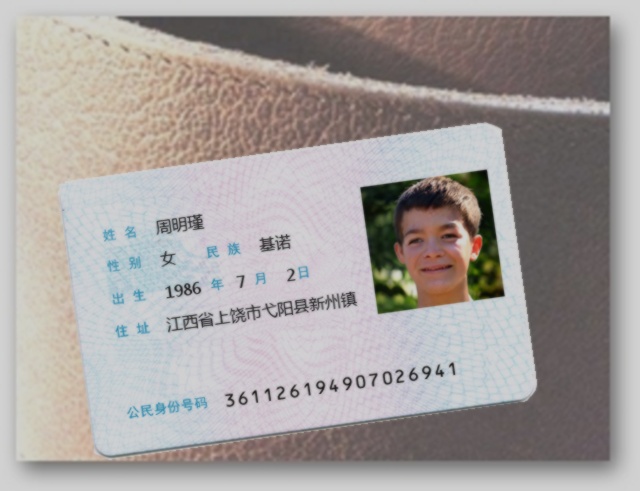 姓名 周明瑾
性别 女 民族 基诺
出生 1986 年 7 月 2日
住址 江西省上饶市弋阳县新州镇
公民身份号码 361126194907026941